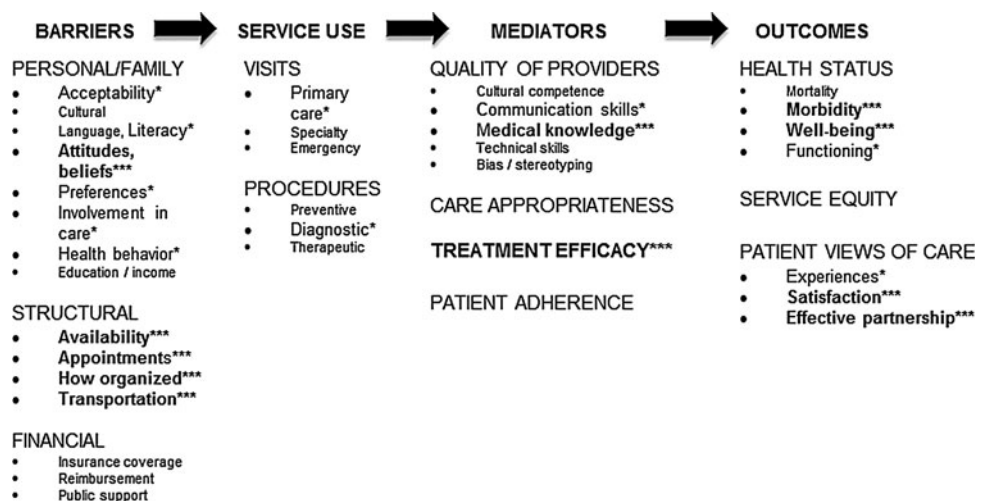 BARRIERS SERVICE USE MEDIATORS OUTCOMES
PERSONAL/FAMILY
• Acceptability*
• Cultural
• Language, Literacy*
• Attitudes,
beliefs***
• Preferences*
• Involvement in
care*
• Health behavior*
• Education / income
STRUCTURAL
• Availability***
• Appointments***
• How organized***
• Transportation***
FINANCIAL
• Insurance coverage
• Reimbursement
• Public support
VISITS
• Primary
care*
• Specialty
• Emergency
PROCEDURES
• Preventive
• Diagnostic*
• Therapeutic
QUALITY OF PROVIDERS
• Cultural competence
• Communication skills*
• Medical knowledge***
• Technical skills
• Bias / stereotyping
CARE APPROPRIATENESS
TREATMENT EFFICACY***
PATIENT ADHERENCE
HEALTH STATUS
• Mortality
• Morbidity***
• Well-being***
• Functioning*
SERVICE EQUITY
PATIENT VIEWS OF CARE
• Experiences*
• Satisfaction***
• Effective partnership***